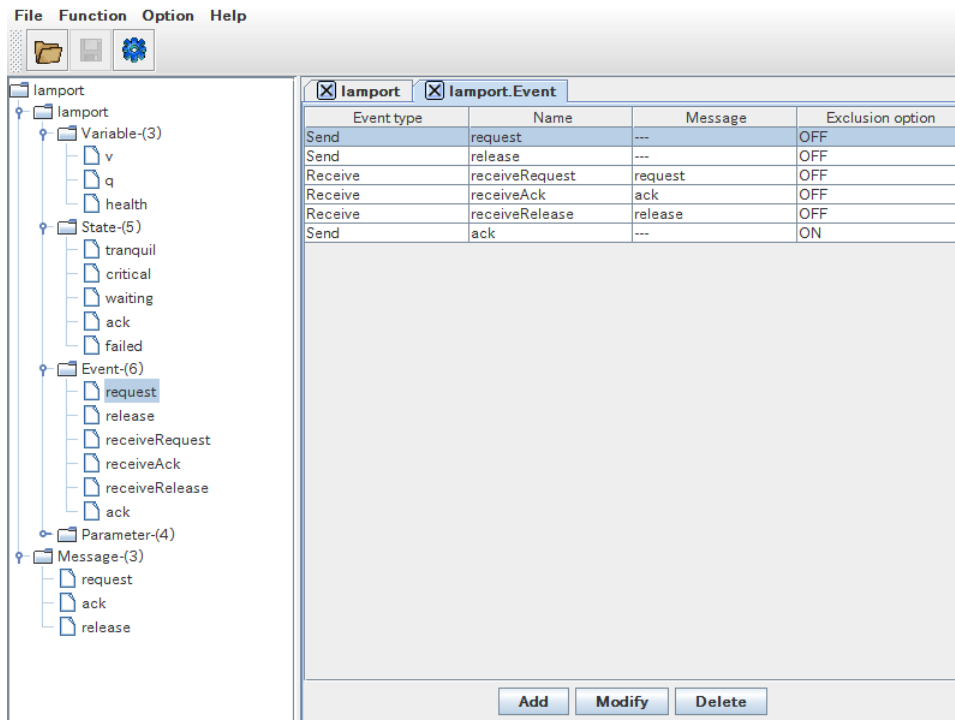 File Function Option Help
lamport
lamport
Variable-(3)
v
q
health
State-(5)
tranquil
critical
waiting
ack
failed
Event-(6)
request
release
receiveRequest
receiveAck
receiveRelease
ack
Parameter-(4)
Message-(3)
request
ack
release
lamport lamport.Event
Event type Name Message Exclusion option
Send request --- OFF
Send release --- OFF
Receive receiveRequest request OFF
Receive receiveAck ack OFF
Receive receiveRelease release OFF
Send ack --- ON
Add Modify Delete